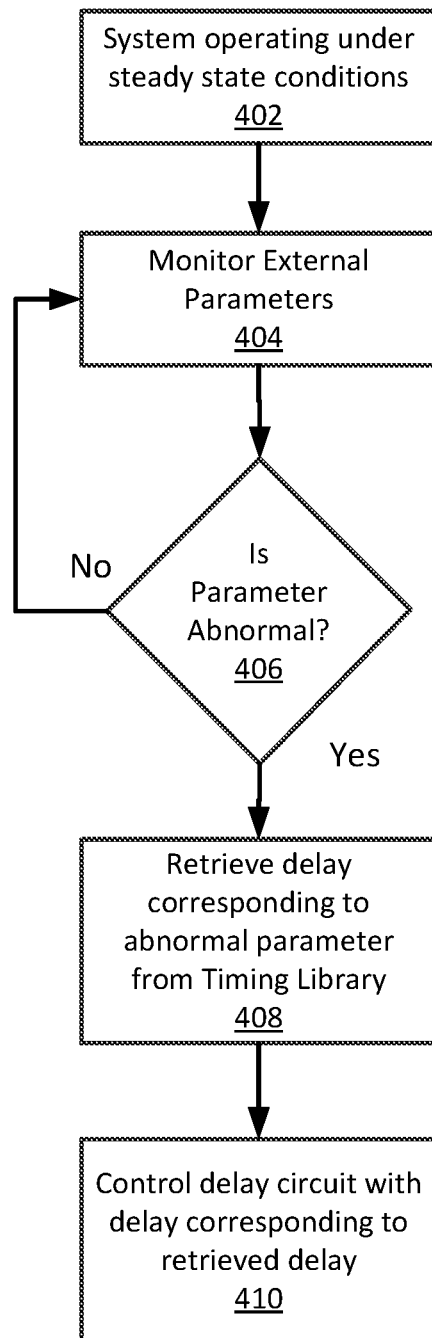 System operating under
steady state conditions
402
Monitor External
Parameters
404
Is
Parameter
Abnormal?
406
No
Yes
Retrieve delay
corresponding to
abnormal parameter
from Timing Library
408
Control delay circuit with
delay corresponding to
retrieved delay
410